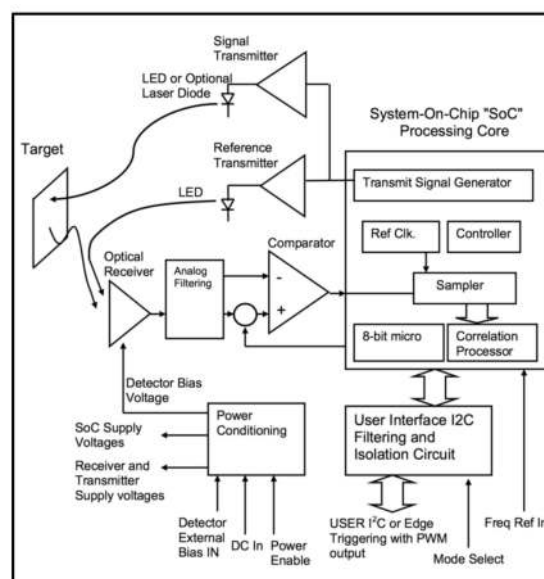 Signal
Transmitter
LED or Optional
Laser Diode
System-On-Chip "SoC"
Processing Core
Target
Reference
Transmitter
Transmit Signal Generator
LED
Optical
Receiver
Comparator
Ref Clk.
Controller
Analog
Filtering
-
+
Sampler
8-bit micro
Correlation
Processor
Detector Bias
Voltage
SoC Supply
Voltages
Power
Conditioning
User Interface I2C
Filtering and
Isolation Circuit
Receiver and
Transmitter
Supply voltages
Detector
External
Bias IN
DC In
Power
Enable
USER I²C or Edge
Triggering with PWM
output
Freq Ref In
Mode Select